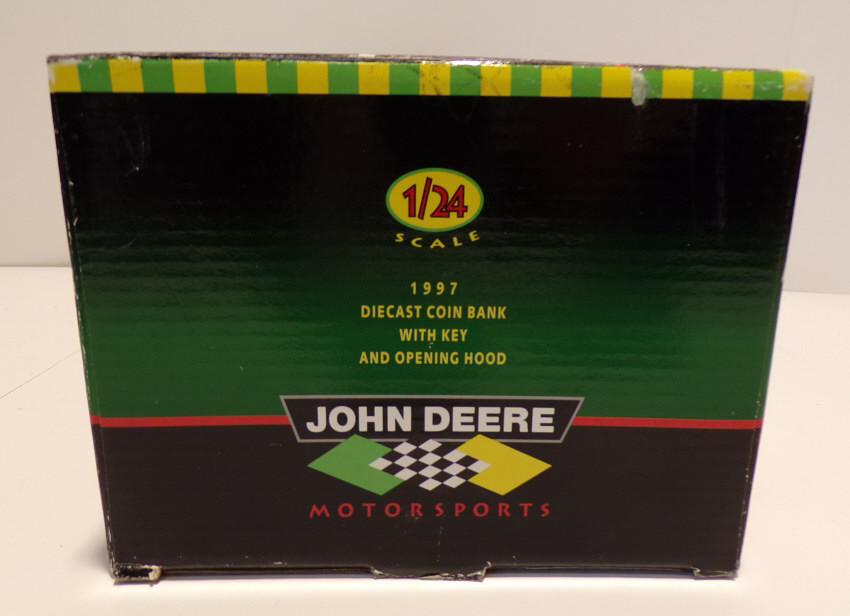 1/24
SCALE
1997
DIECAST COIN BANK
WITH KEY
AND OPENING HOOD
JOHN DEERE
MOTORSPORTS